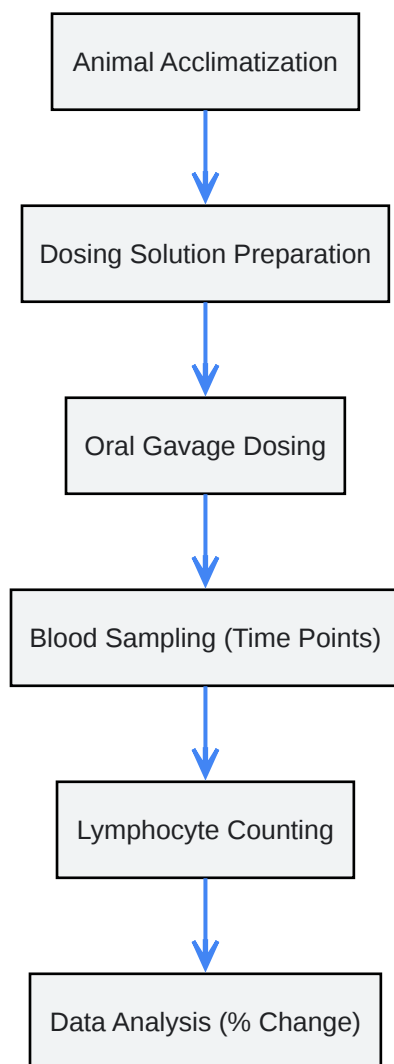 Animal Acclimatization
Dosing Solution Preparation
Oral Gavage Dosing
Blood Sampling (Time Points)
Lymphocyte Counting
Data Analysis (% Change)